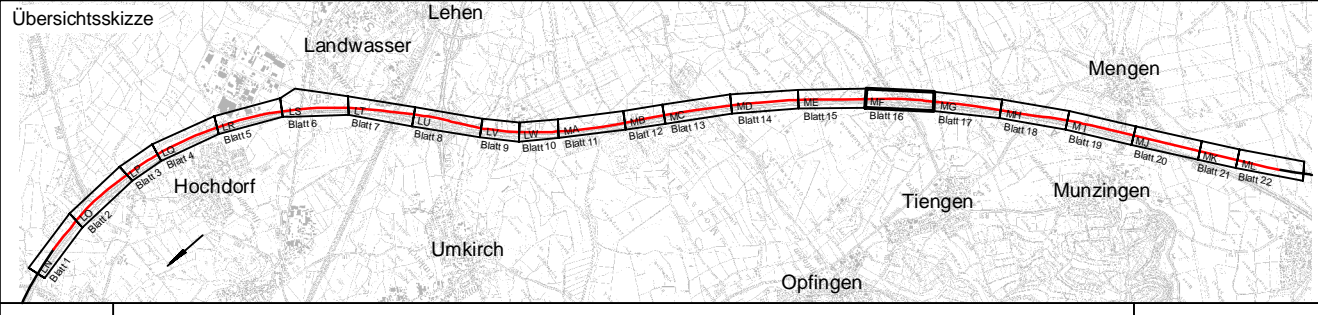 Übersichtsskizze
Lehen
Landwasser
Mengen
Hochdorf
Umkirch
Tiengen
Munzingen
Opfingen
LN
Blatt 1
LO
Blatt 2
LP
Blatt 3
LQ
Blatt 4
LR
Blatt 5
LS
Blatt 6
LT
Blatt 7
LU
Blatt 8
LV
Blatt 9
LW
Blatt 10
MA
Blatt 11
MB
Blatt 12
MC
Blatt 13
MD
Blatt 14
ME
Blatt 15
MF
Blatt 16
MG
Blatt 17
MH
Blatt 18
MI
Blatt 19
MJ
Blatt 20
MK
Blatt 21
ML
Blatt 22